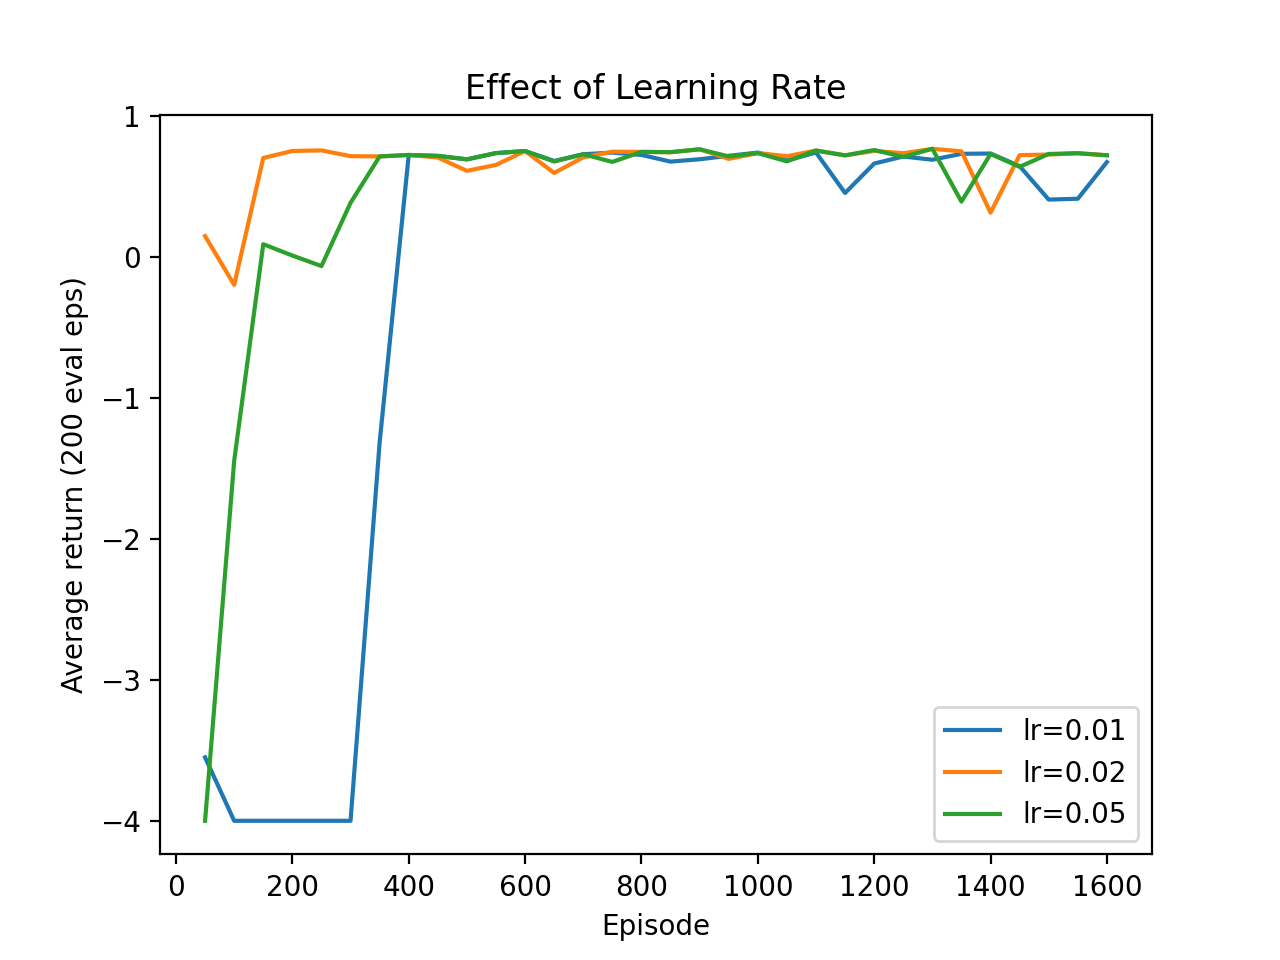 Effect of Learning Rate
1
0
−1
−2
−3
−4
Average return (200 eval eps)
lr=0.01
lr=0.02
lr=0.05
0 200 400 600 800 1000 1200 1400 1600
Episode